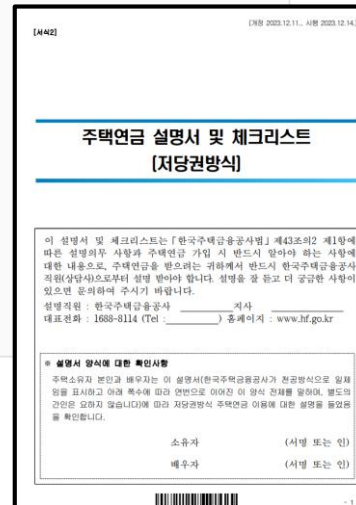 [개정 2023.12.11., 시행 2023.12.14.]
[서식2]
주택연금 설명서 및 체크리스트
[저당권방식]
이 설명서 및 체크리스트는 「한국주택금융공사법」 제43조의2 제1항에
따른 설명의무 사항과 주택연금 가입 시 반드시 알아야 하는 사항에
대한 내용으로, 주택연금을 받으려는 귀하께서 반드시 한국주택금융공사
직원(상담사)으로부터 설명 받아야 합니다. 설명을 잘 듣고 더 궁금한 사항이
있으면 문의하여 주시기 바랍니다.
설명직원 : 한국주택금융공사 ________지사 ________
대표전화 : 1688-8114 (Tel : ________) 홈페이지 : www.hf.go.kr
※ 설명서 양식에 대한 확인사항
주택소유자 본인과 배우자는 이 설명서(한국주택금융공사가 천공방식으로 일체
임을 표시하고 아래 쪽수에 따라 연번으로 이어진 이 양식 전체를 말하며, 별도의
간인은 요하지 않습니다)에 따라 저당권방식 주택연금 이용에 대한 설명을 들었음
을 확인합니다.
소유자 (서명 또는 인)
배우자 (서명 또는 인)
- 1